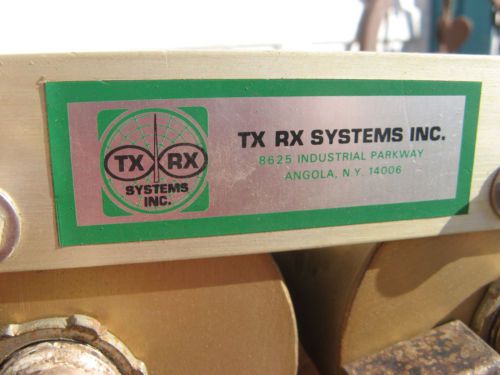 TX RX
SYSTEMS
INC.
TX RX SYSTEMS INC.
8625 INDUSTRIAL PARKWAY
ANGOLA, N.Y. 14006